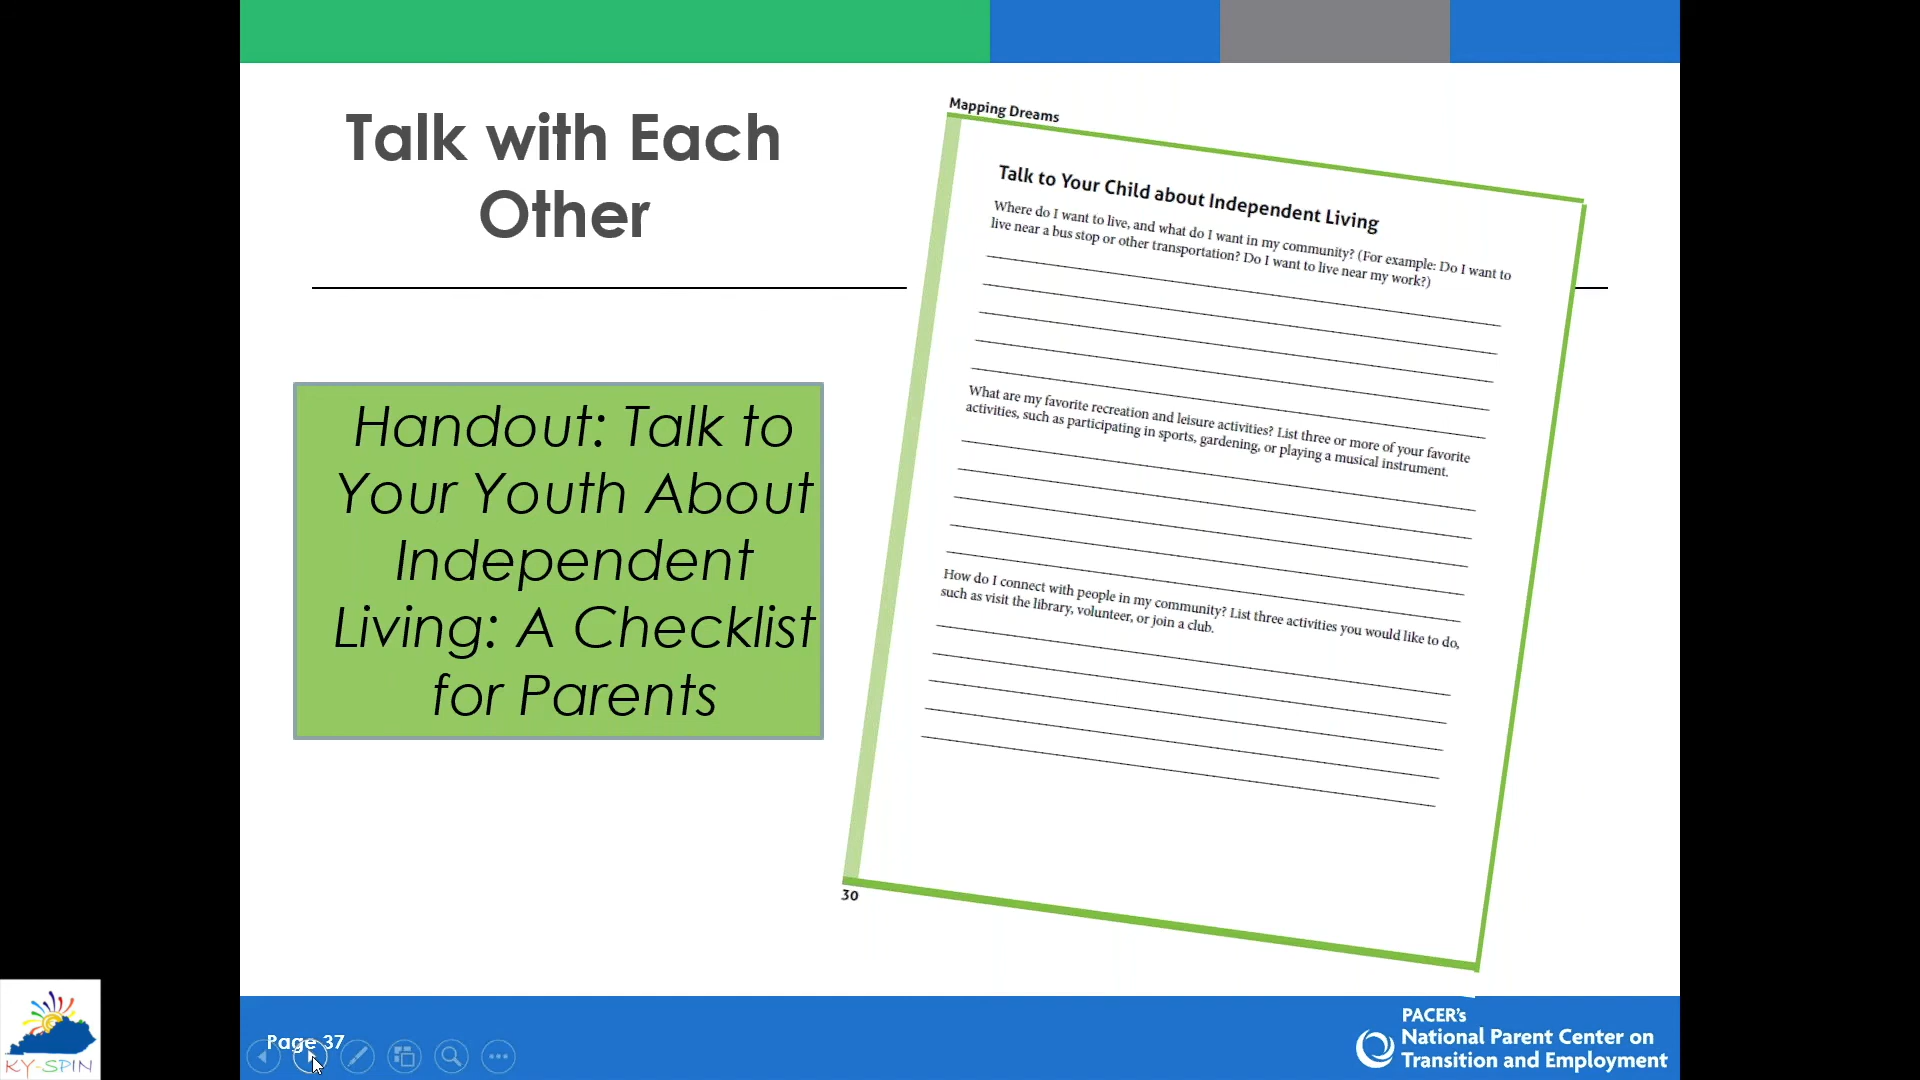 Talk with Each
Other
Handout: Talk to
Your Youth About
Independent
Living: A Checklist
for Parents
Mapping Dreams
Talk to Your Child about Independent Living
Where do I want to live, and what do I want in my community? (For example: Do I want to
live near a bus stop or other transportation? Do I want to live near my work?)
What are my favorite recreation and leisure activities? List three or more of your favorite
activities, such as participating in sports, gardening, or playing a musical instrument.
How do I connect with people in my community? List three activities you would like to do,
such as visit the library, volunteer, or join a club.
30
Page 37
PACER's
National Parent Center on
Transition and Employment
KY-SPIN